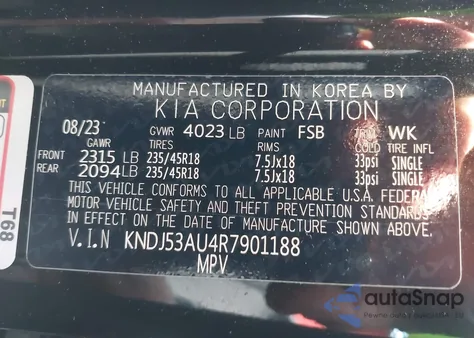 MANUFACTURED IN KOREA BY
KIA CORPORATION
08/23 GVWR 4023 LB PAINT FSB TRIM WK
GAWR TIRES RIMS COLD TIRE INFL
FRONT 2315 LB 235/45R18 7.5Jx18 33psi SINGLE
REAR 2094 LB 235/45R18 7.5Jx18 33psi SINGLE
THIS VEHICLE CONFORMS TO ALL APPLICABLE U.S.A. FEDERAL
MOTOR VEHICLE SAFETY AND THEFT PREVENTION STANDARDS
IN EFFECT ON THE DATE OF MANUFACTURE SHOWN ABOVE.
V.I.N KNDJ53AU4R7901188
MPV
T68
autoSnap